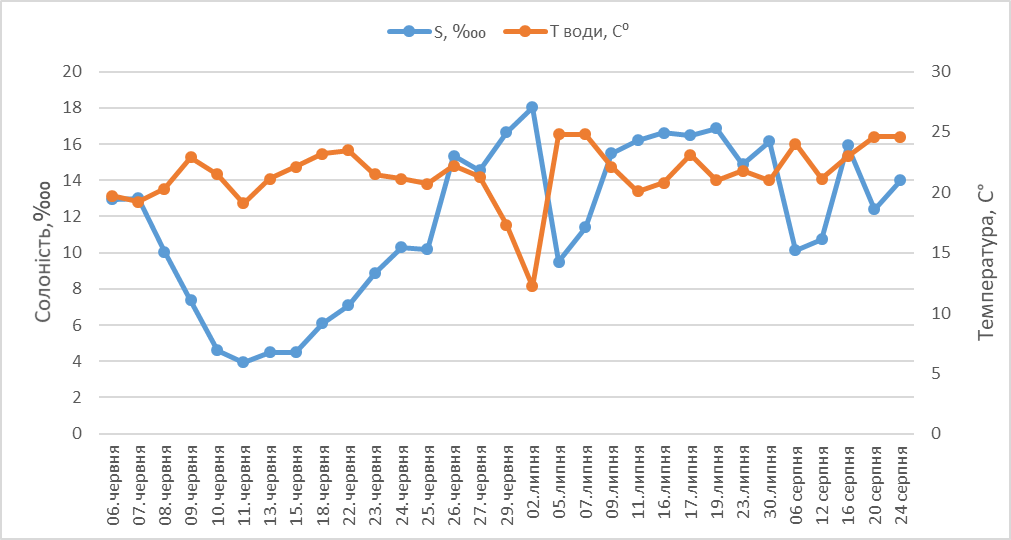 S, ‰o
T води, С⁰
Солоність,‰
20
18
16
14
12
10
8
6
4
2
0
30
25
20
15
10
5
0
Температура, С°
06.червня
07.червня
08.червня
09.червня
10.червня
11.червня
13.червня
15.червня
18.червня
22.червня
23.червня
24.червня
25.червня
26.червня
27.червня
29.червня
02.липня
05.липня
07.липня
09.липня
11.липня
16.липня
17.липня
19.липня
23.липня
30.липня
06 серпня
12 серпня
16 серпня
20 серпня
24.серпня